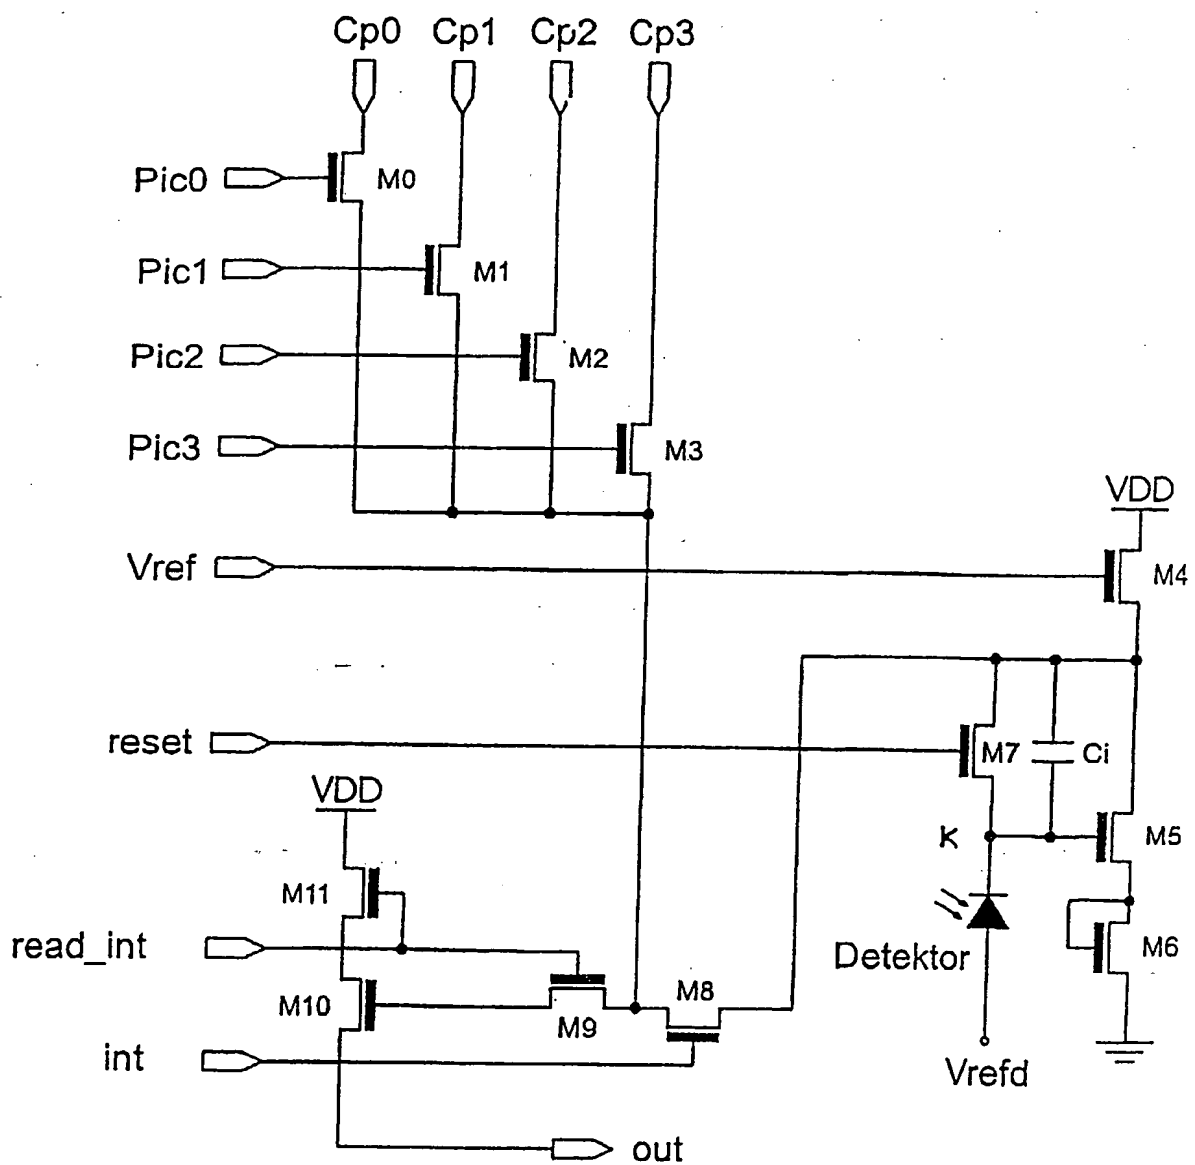 Cp0 Cp1 Cp2 Cp3
Pic0
M0
Pic1
M1
Pic2
M2
Pic3
M3
VDD
Vref
M4
reset
M7
Ci
VDD
K
M5
M11
read_int
Detektor
M6
M10
M8
M9
int
Vrefd
out